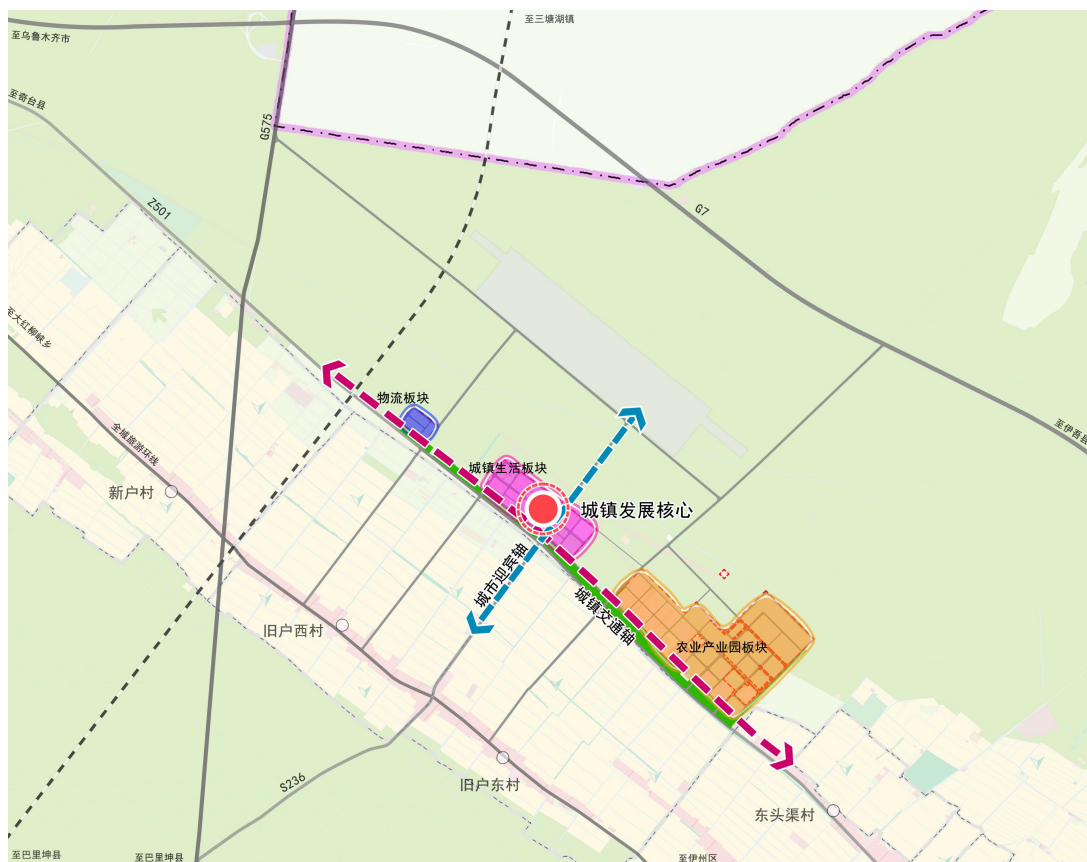 至三塘湖镇
至乌鲁木齐市
至奇台县
G575
Z501
G7
至大红柳峡乡
物流板块
全域旅游环线
至伊吾县
城镇生活板块
新户村
城镇发展核心
城市迎宾轴
城镇交通轴
旧户西村
农业产业园板块
S236
旧户东村
东头渠村
至巴里坤县
至巴里坤县
至伊州区